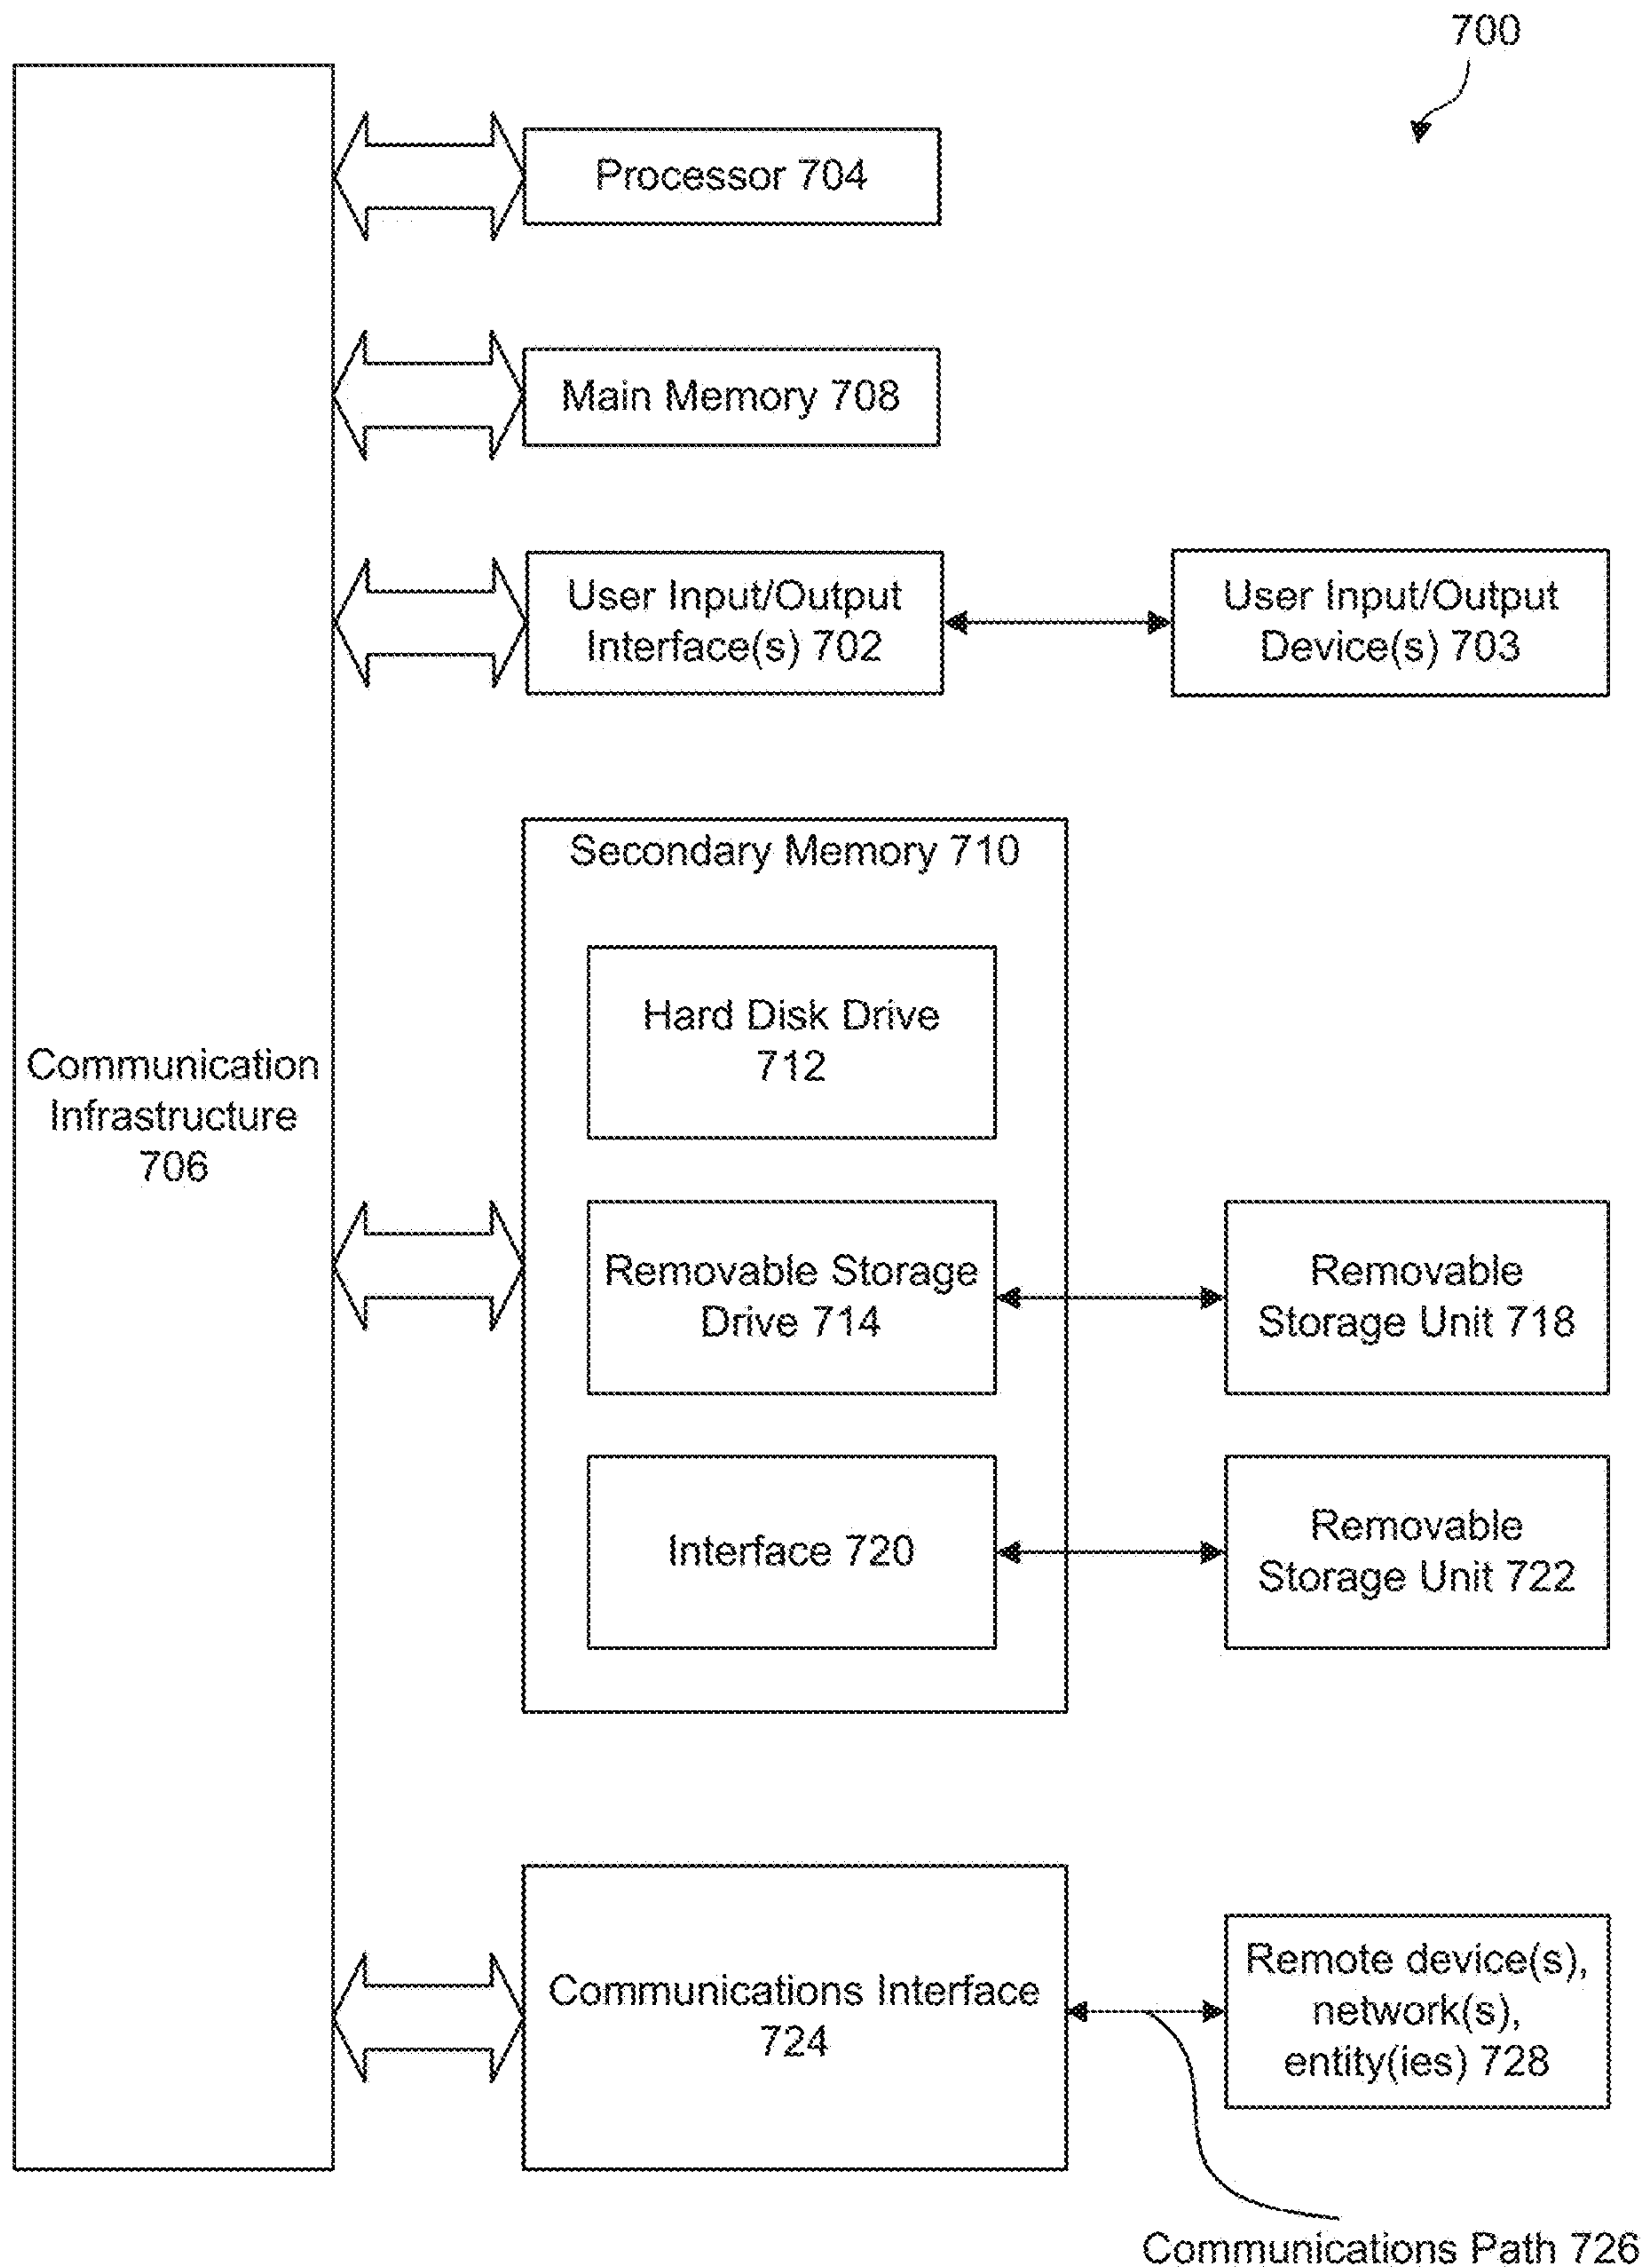 700
Processor 704
Main Memory 708
User Input/Output
Interface(s) 702
User Input/Output
Device(s) 703
Secondary Memory 710
Hard Disk Drive
712
Communication
Infrastructure
706
Removable Storage
Drive 714
Removable
Storage Unit 718
Interface 720
Removable
Storage Unit 722
Communications Interface
724
Remote device(s),
network(s),
entity(ies) 728
Communications Path 726